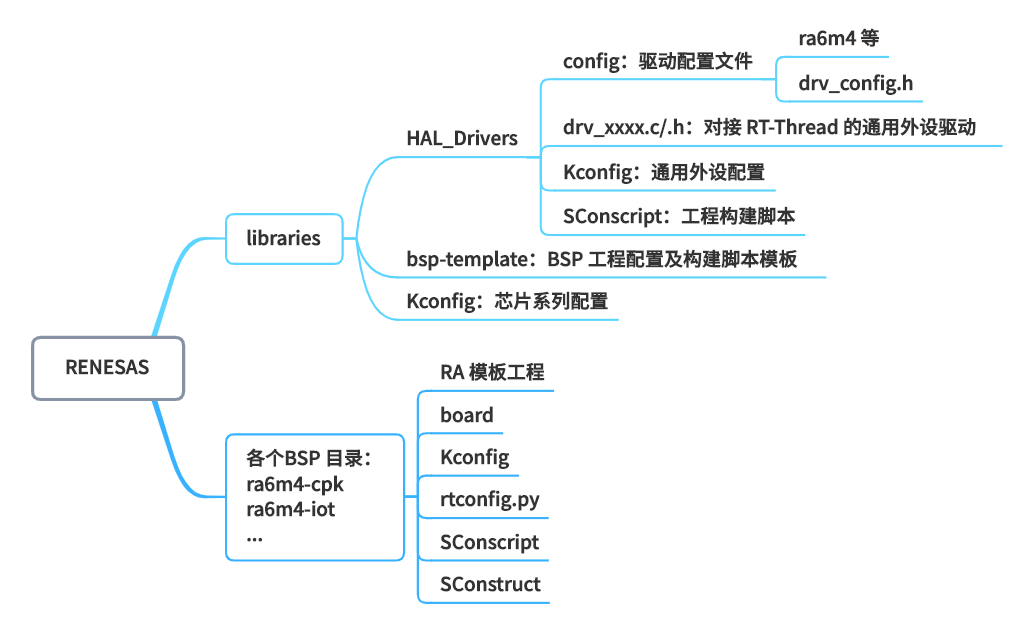 RENESAS
libraries
HAL_Drivers
config：驱动配置文件
ra6m4 等
drv_config.h
drv_xxxx.c/.h：对接 RT-Thread 的通用外设驱动
Kconfig：通用外设配置
SConscript：工程构建脚本
bsp-template：BSP 工程配置及构建脚本模板
Kconfig：芯片系列配置
各个BSP 目录：
ra6m4-cpk
ra6m4-iot
...
RA 模板工程
board
Kconfig
rtconfig.py
SConscript
SConstruct